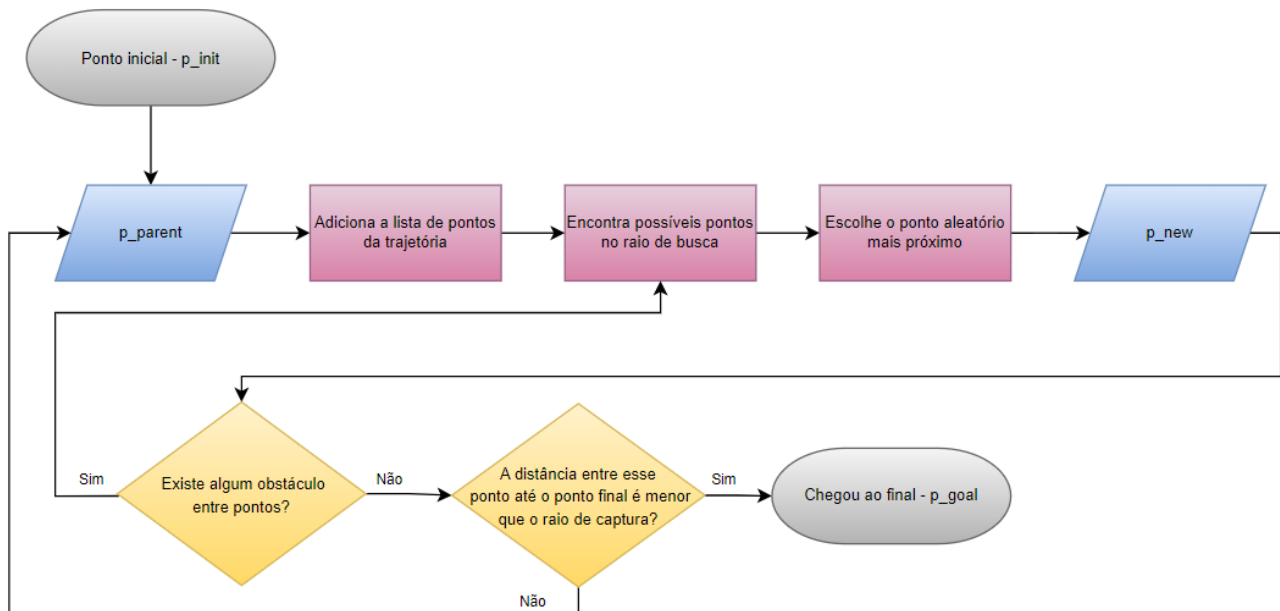 Ponto inicial - p_init
p_parent
Adiciona a lista de pontos
da trajetória
Encontra possíveis pontos
no raio de busca
Escolhe o ponto aleatório
mais próximo
p_new
Sim
Existe algum obstáculo
entre pontos?
Não
A distância entre esse
ponto até o ponto final é menor
que o raio de captura?
Sim
Chegou ao final - p_goal
Não